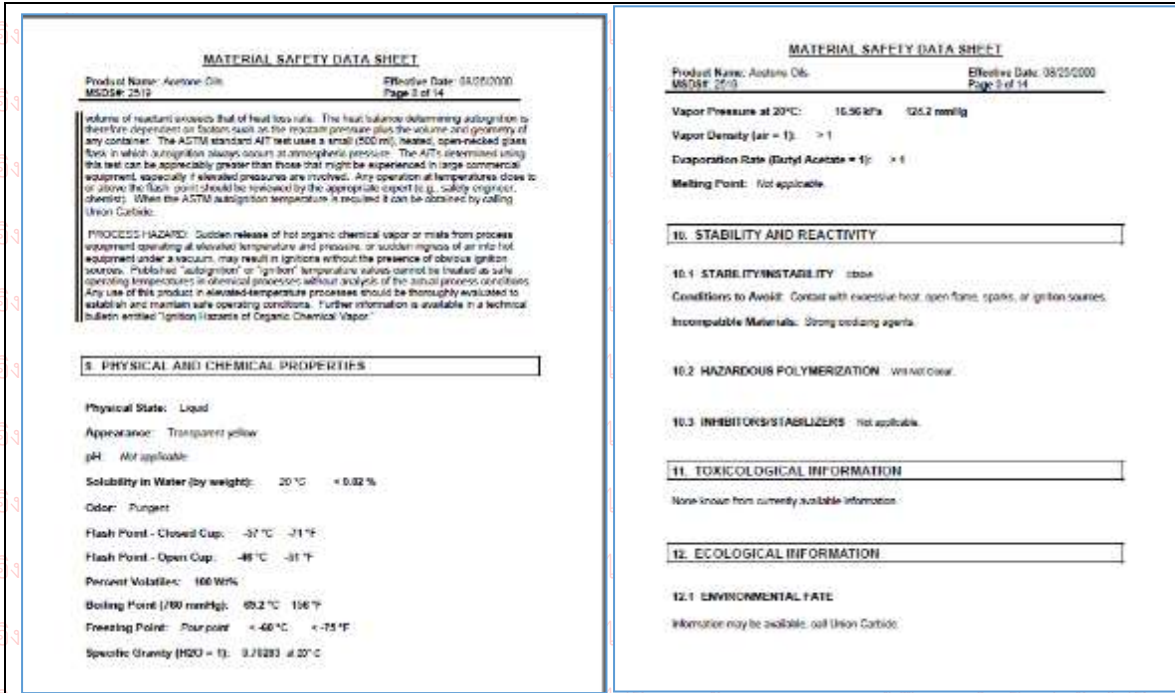 MATERIAL SAFETY DATA SHEET
Product Name: Acetone Oils Effective Date: 08/25/2000
MSDS#: 2519 Page of 14
volume of reactant exceeds that of heat loss rate. The heat balance determining autoignition is
therefore dependent on factors such as the reactant pressure plus the volume and geometry of
any container. The ASTM standard AIT test uses a small (500 ml), heated, open-necked glass
flask in which autoignition always occurs at atmospheric pressure. The AITs determined using
this test can be appreciably greater than those that might be experienced in large commercial
equipment, especially if elevated pressures are involved. Any operation at temperatures close to
or above the flash point should be reviewed by the appropriate expert (e.g., safety engineer,
chemist). When the ASTM autoignition temperature is required it can be obtained by calling
Union Carbide.
PROCESS HAZARD: Sudden release of hot organic chemical vapor or mists from process
equipment operating at elevated temperature and pressure, or sudden ingress of air into hot
equipment under a vacuum, may result in ignitions without the presence of obvious ignition
sources. Published "autoignition" or "ignition" temperature values cannot be treated as safe
operating temperatures in chemical processes without analysis of the actual process conditions.
Any use of this product in elevated-temperature processes should be thoroughly evaluated to
establish and maintain safe operating conditions. Further information is available in a technical
bulletin entitled "Ignition Hazards of Organic Chemical Vapor."
9. PHYSICAL AND CHEMICAL PROPERTIES
Physical State: Liquid
Appearance: Transparent yellow
pH: Not applicable
Solubility in Water (by weight): 20 °C < 0.02 %
Odor: Pungent
Flash Point - Closed Cup: -57 °C -71 °F
Flash Point - Open Cup: -46 °C -51 °F
Percent Volatiles: 100 Wt%
Boiling Point (760 mmHg): 69.2 °C 156 °F
Freezing Point: Pour point < -60 °C < -75 °F
Specific Gravity (H2O = 1): at 20° C
MATERIAL SAFETY DATA SHEET
Product Name: Acetone Oils Effective Date: 08/25/2000
MSDS#: 2519 Page 9 of 14
Vapor Pressure at 20°C: 16.56 kPa mmHg
Vapor Density (air = 1): > 1
Evaporation Rate (Butyl Acetate = 1): > 1
Melting Point: Not applicable.
10. STABILITY AND REACTIVITY
10.1 STABILITY/INSTABILITY Stable
Conditions to Avoid: Contact with excessive heat, open flame, sparks, or ignition sources.
Incompatible Materials: Strong oxidizing agents.
10.2 HAZARDOUS POLYMERIZATION Will Not Occur.
10.3 INHIBITORS/STABILIZERS Not applicable.
11. TOXICOLOGICAL INFORMATION
None known from currently available information.
12. ECOLOGICAL INFORMATION
12.1 ENVIRONMENTAL FATE
Information may be available, call Union Carbide.